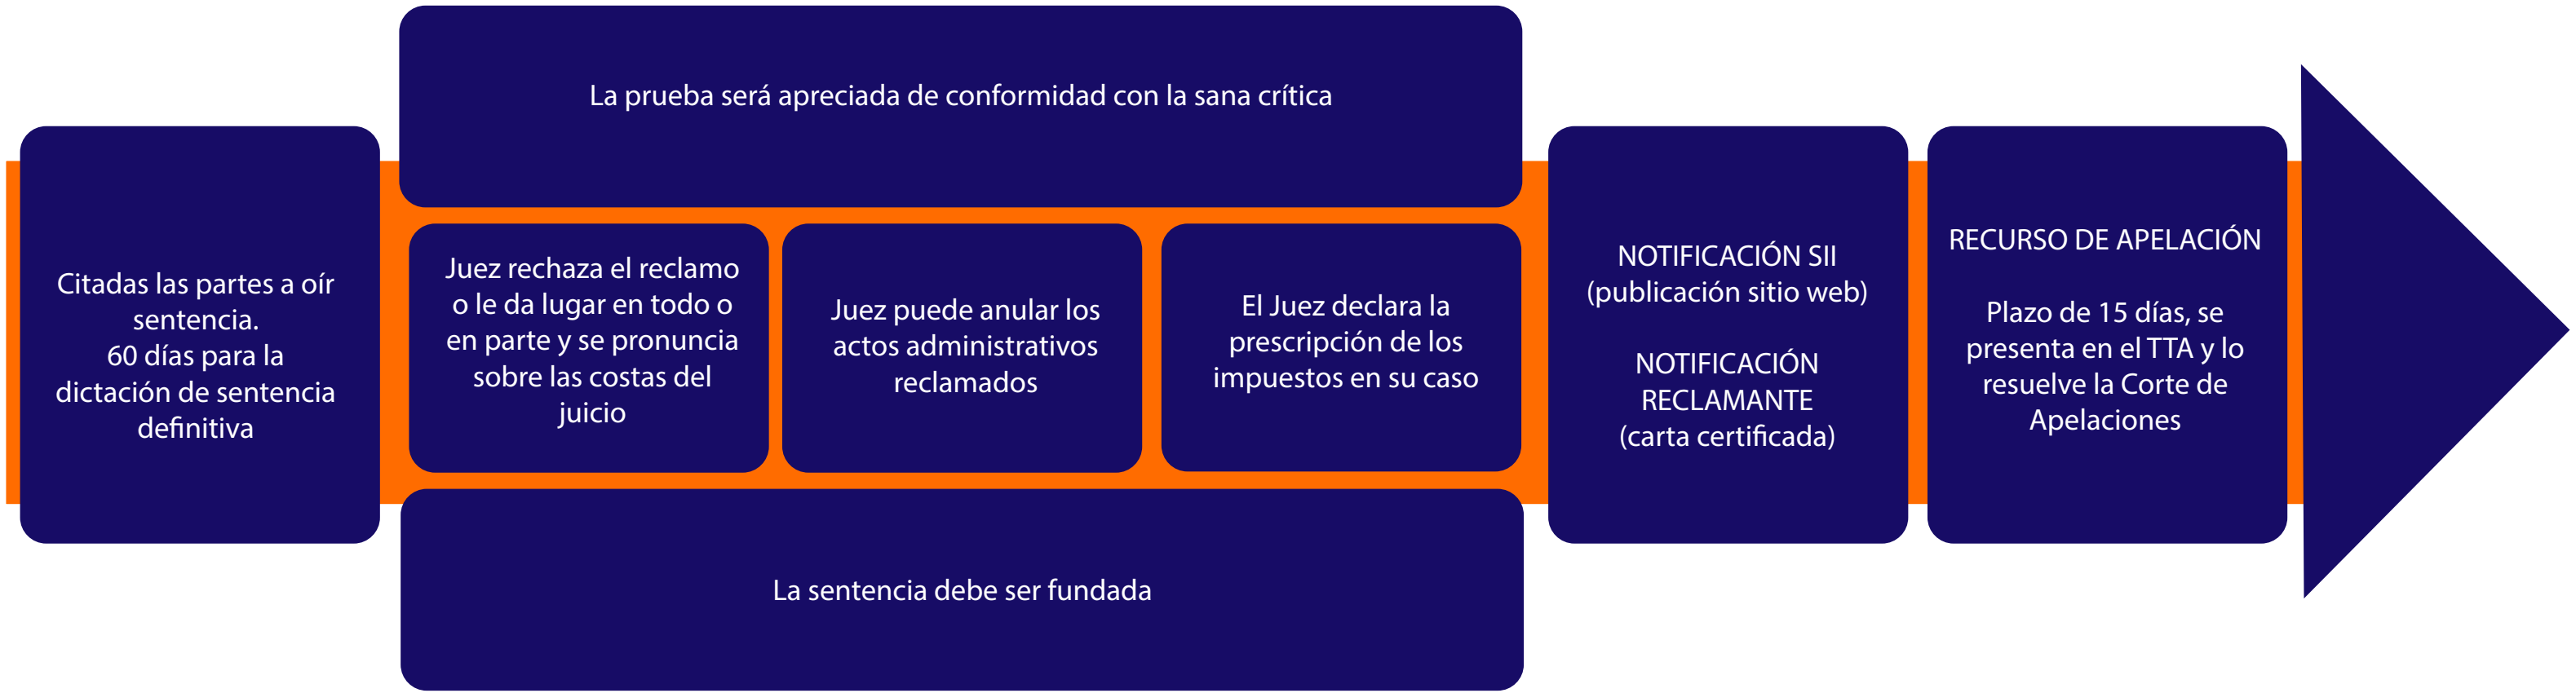 La prueba será apreciada de conformidad con la sana crítica
Citadas las partes a oír
sentencia.
60 días para la
dictación de sentencia
definitiva
Juez rechaza el reclamo
o le da lugar en todo o
en parte y se pronuncia
sobre las costas del
juicio
Juez puede anular los
actos administrativos
reclamados
El Juez declara la
prescripción de los
impuestos en su caso
La sentencia debe ser fundada
NOTIFICACIÓN SII
(publicación sitio web)
NOTIFICACIÓN
RECLAMANTE
(carta certificada)
RECURSO DE APELACIÓN
Plazo de 15 días, se
presenta en el TTA y lo
resuelve la Corte de
Apelaciones